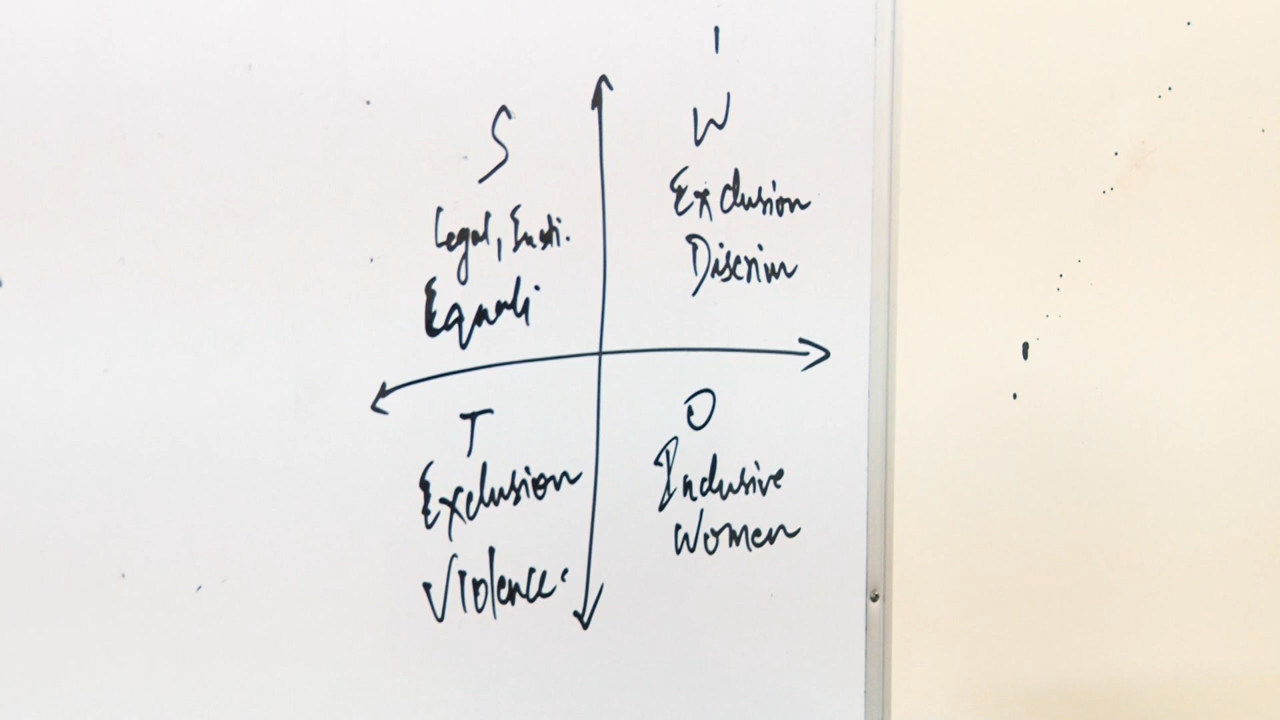 S
Legal, Insti.
Equali
W
Exclusion
Discrim
T
Exclusion
Violence.
O
Inclusive
Women